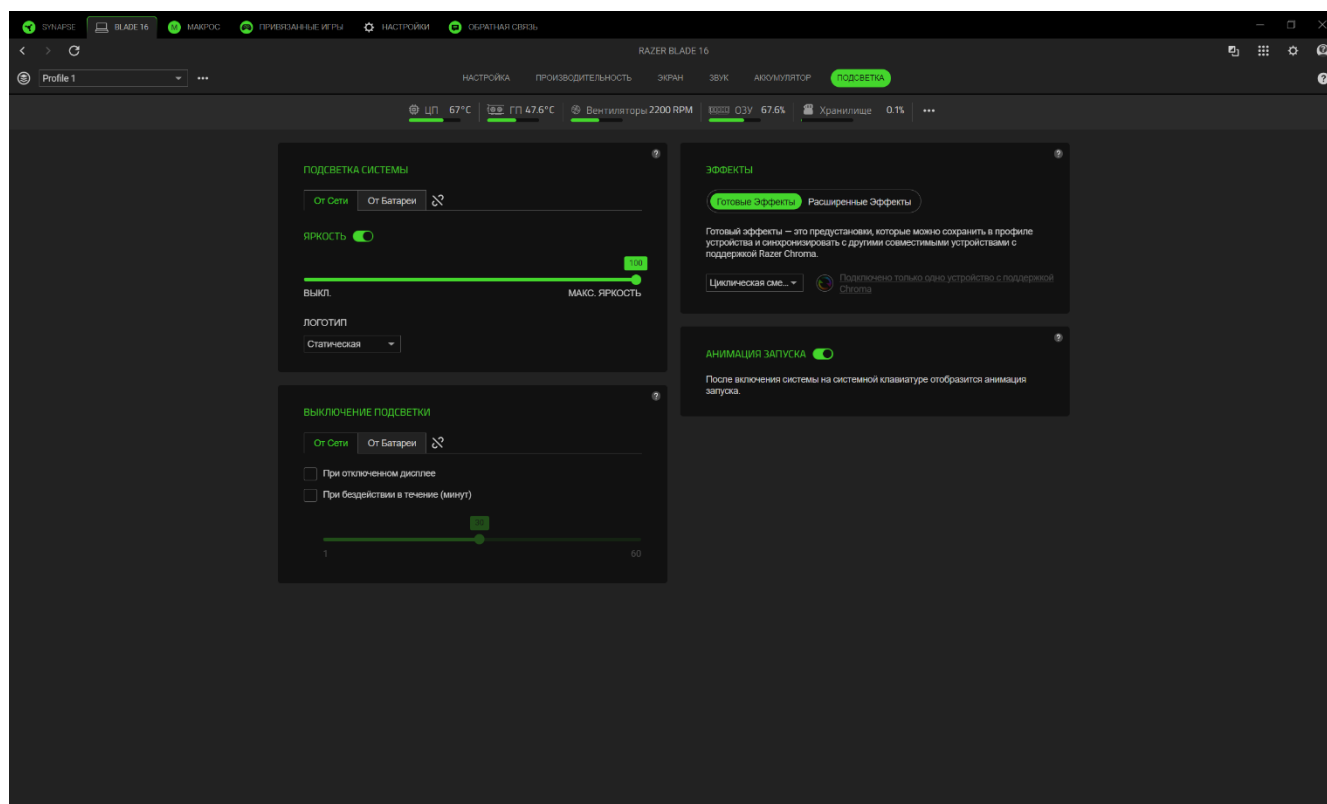 SYNAPSE BLADE 16 МАКРОС ПРИВЯЗАННЫЕ ИГРЫ НАСТРОЙКИ ОБРАТНАЯ СВЯЗЬ
RAZER BLADE 16
Profile 1
НАСТРОЙКА ПРОИЗВОДИТЕЛЬНОСТЬ ЭКРАН ЗВУК АККУМУЛЯТОР ПОДСВЕТКА
ЦП 67°C ГП 47.6°C Вентиляторы 2200 RPM ОЗУ 67.6% Хранилище 0.1%
ПОДСВЕТКА СИСТЕМЫ
От Сети От Батареи
ЯРКОСТЬ
100
ВЫКЛ. МАКС. ЯРКОСТЬ
ЛОГОТИП
Статическая
ВЫКЛЮЧЕНИЕ ПОДСВЕТКИ
От Сети От Батареи
При отключенном дисплее
При бездействии в течение (минут)
30
1 60
ЭФФЕКТЫ
Готовые Эффекты Расширенные Эффекты
Готовый эффекты — это предустановки, которые можно сохранить в профиле
устройства и синхронизировать с другими совместимыми устройствами с
поддержкой Razer Chroma.
Циклическая сме...
Подключено только одно устройство с поддержкой
Chroma
АНИМАЦИЯ ЗАПУСКА
После включения системы на системной клавиатуре отобразится анимация
запуска.